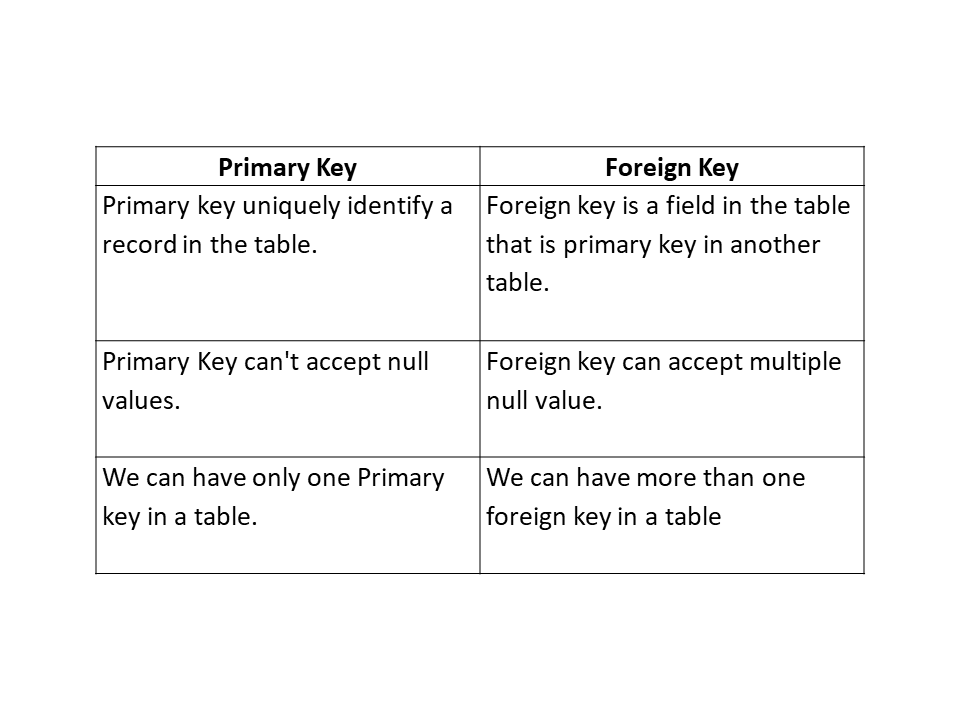 Primary Key
Foreign Key
Primary key uniquely identify a
record in the table.
Foreign key is a field in the table
that is primary key in another
table.
Primary Key can't accept null
values.
Foreign key can accept multiple
null value.
We can have only one Primary
key in a table.
We can have more than one
foreign key in a table